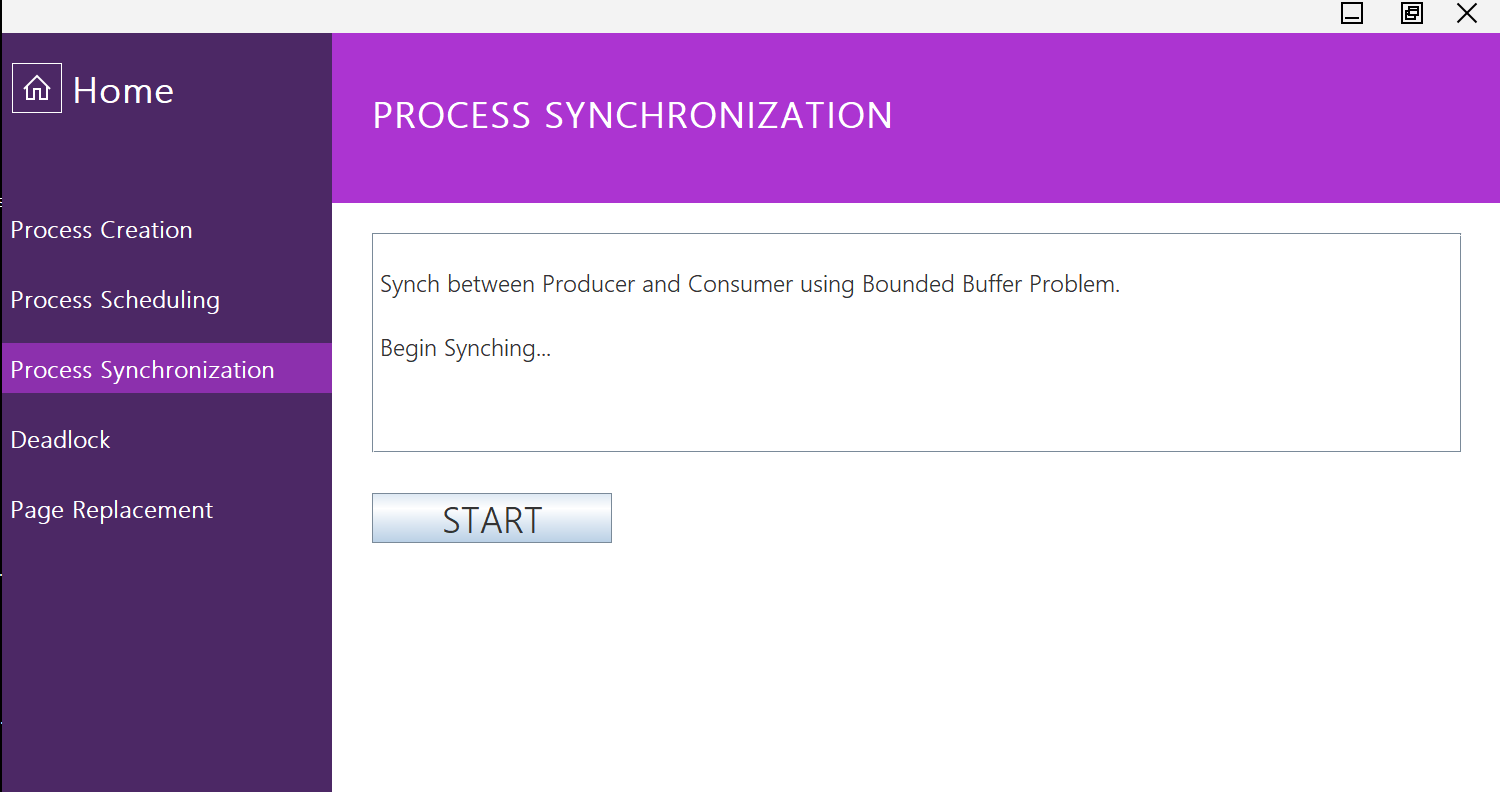 Home
Process Creation
Process Scheduling
Process Synchronization
Deadlock
Page Replacement
PROCESS SYNCHRONIZATION
Synch between Producer and Consumer using Bounded Buffer Problem.
Begin Synching...
START